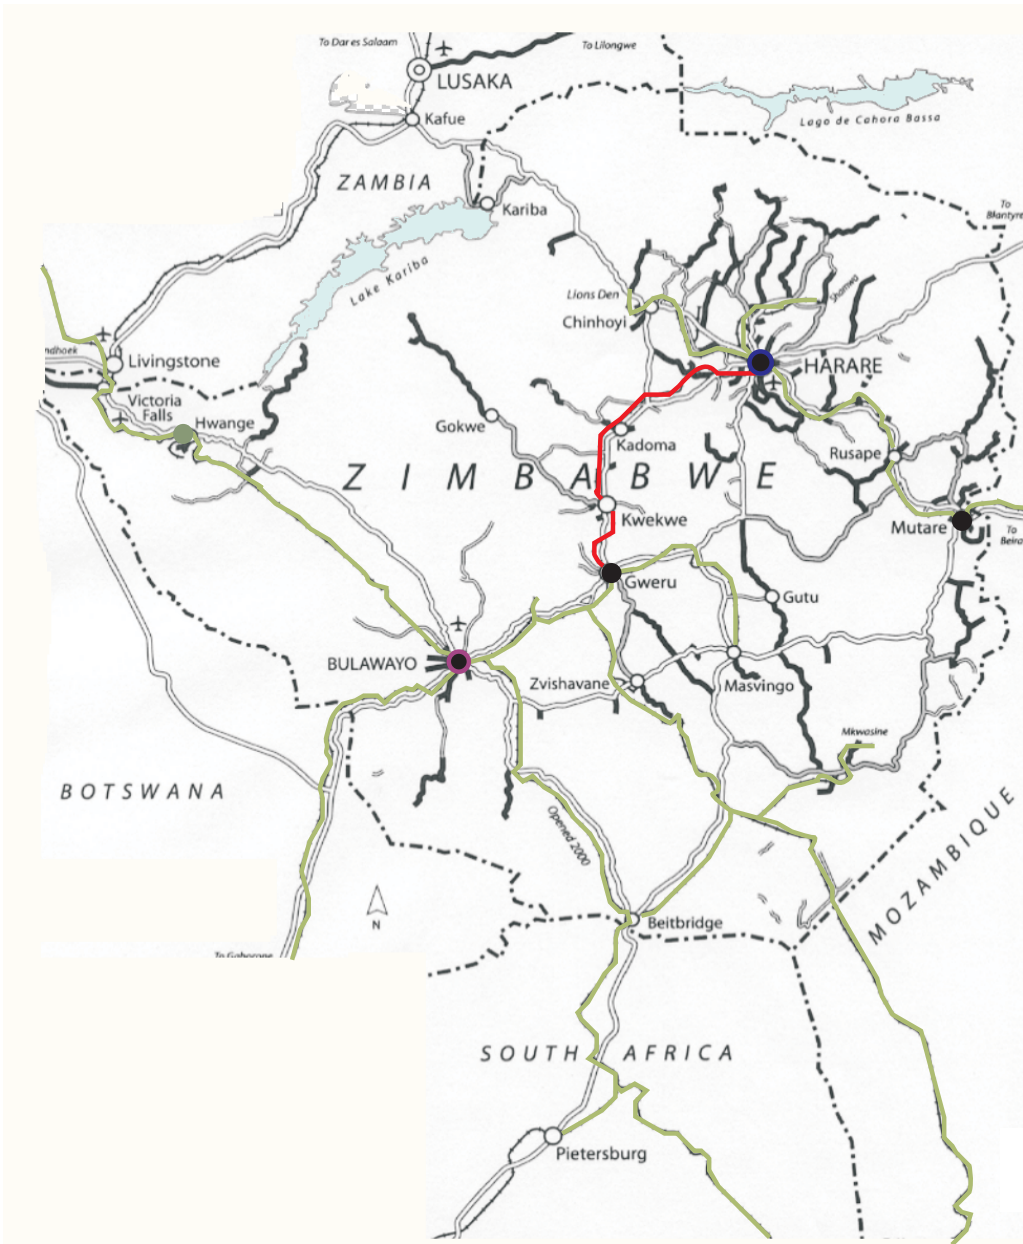 To Dar es Salaam
To Lilongwe
LUSAKA
Kafue
Lago de Cahora Bassa
ZAMBIA
Kariba
To
Blantyre
Lake Kariba
Lions Den
Chinhoyi
Shamva
ndhoek
Livingstone
HARARE
Victoria
Falls
Hwange
Gokwe
Kadoma
Rusape
ZIMBABWE
Kwekwe
Mutare
To
Beira
Gweru
Gutu
BULAWAYO
Zvishavane
Masvingo
Mkwasine
BOTSWANA
Opened 2000
MOZAMBIQUE
N
Beitbridge
To Gaborone
SOUTH AFRICA
Pietersburg